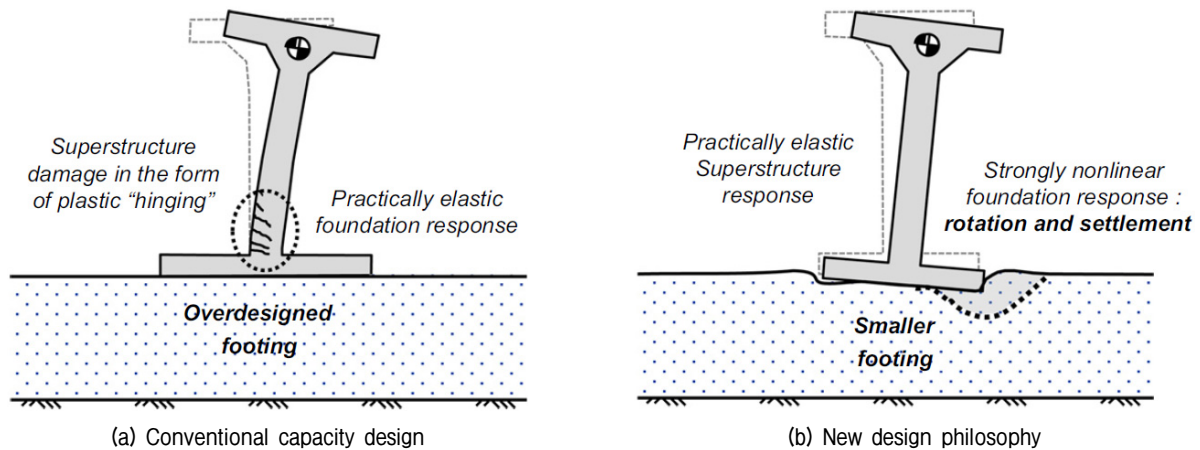 Superstructure
damage in the form
of plastic “hinging”
Practically elastic
foundation response
Overdesigned
footing
(a) Conventional capacity design
Practically elastic
Superstructure
response
Strongly nonlinear
foundation response :
rotation and settlement
Smaller
footing
(b) New design philosophy